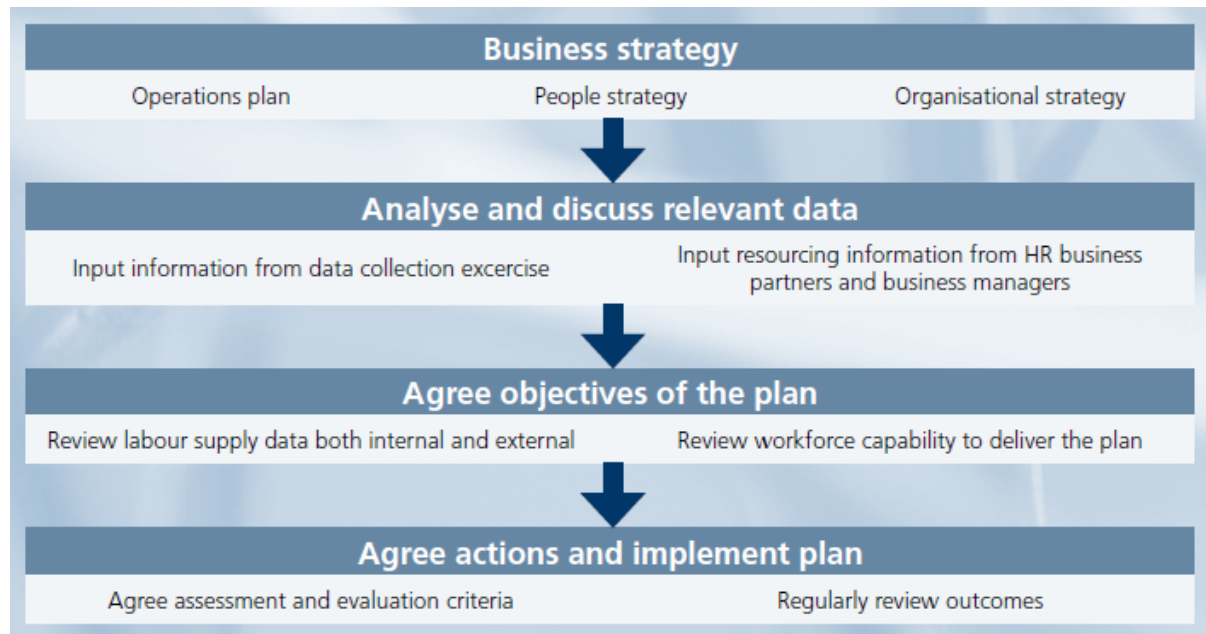 Business strategy
Operations plan
People strategy
Organisational strategy
Analyse and discuss relevant data
Input information from data collection excercise
Input resourcing information from HR business
partners and business managers
Agree objectives of the plan
Review labour supply data both internal and external
Review workforce capability to deliver the plan
Agree actions and implement plan
Agree assessment and evaluation criteria
Regularly review outcomes